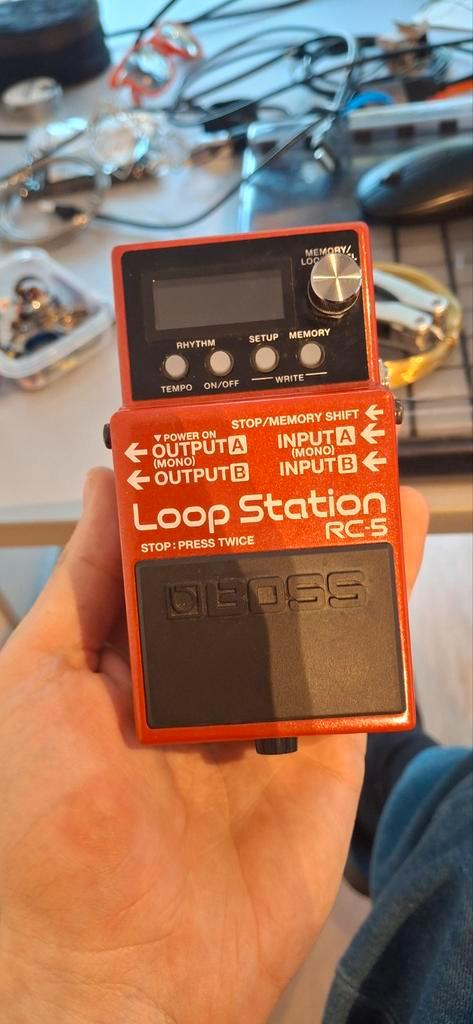 MEMORY/
LOOP LEVEL
RHYTHM
SETUP
MEMORY
TEMPO
ON/OFF
WRITE
STOP/MEMORY SHIFT ←
▼ POWER ON
← OUTPUT A
(MONO)
← OUTPUT B
INPUT A ←
(MONO)
INPUT B ←
Loop Station
RC-5
STOP : PRESS TWICE
BOSS